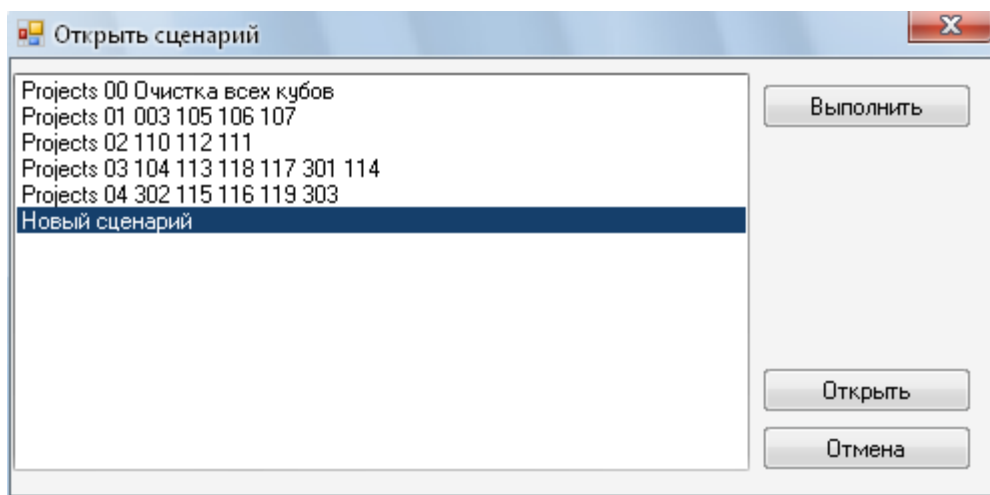 Открыть сценарий
Projects 00 Очистка всех кубов
Projects 01 003 105 106 107
Projects 02 110 112 111
Projects 03 104 113 118 117 301 114
Projects 04 302 115 116 119 303
Новый сценарий
Выполнить
Открыть
Отмена